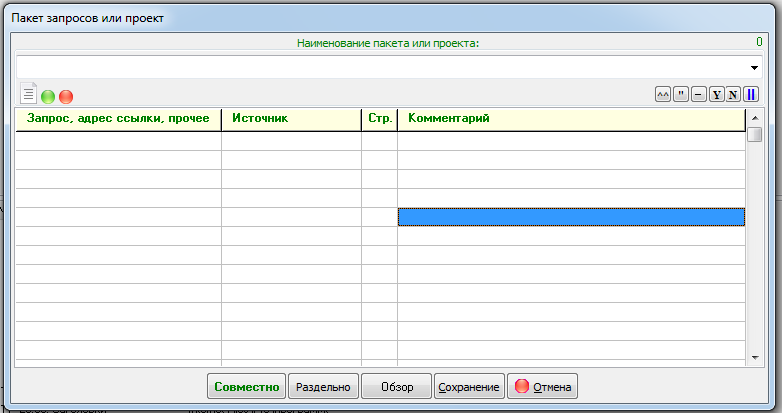 Пакет запросов или проект
Наименование пакета или проекта: 0
^^ " – Y N
Запрос, адрес ссылки, прочее Источник Стр. Комментарий
Совместно Раздельно Обзор Сохранение Отмена